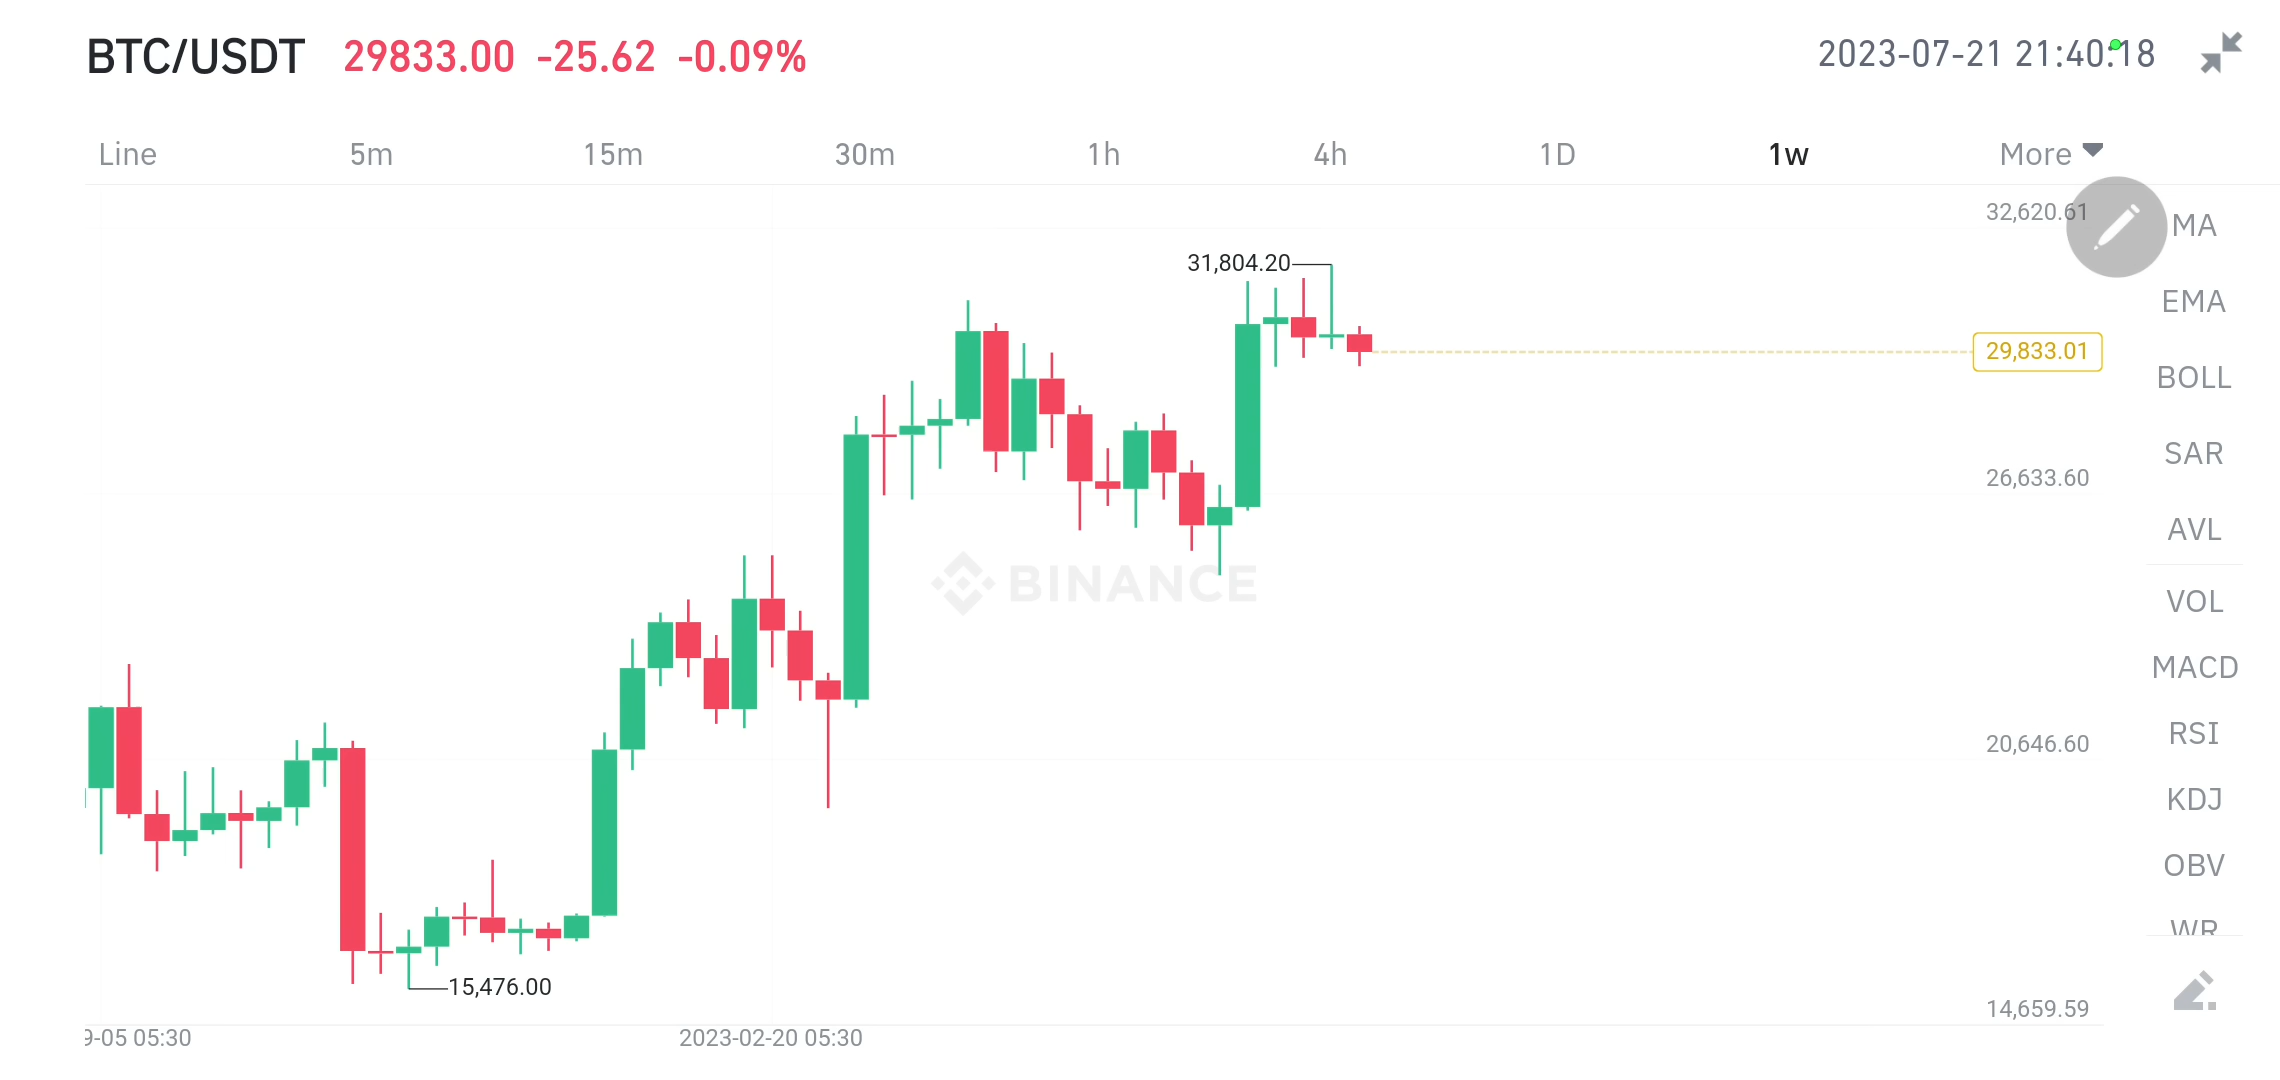 BTC/USDT 29833.00 -25.62 -0.09% 2023-07-21 21:40:18
Line 5m 15m 30m 1h 4h 1D 1w More
32,620.61
MA
31,804.20
EMA
29,833.01
BOLL
SAR
26,633.60
AVL
BINANCE
VOL
MACD
RSI
20,646.60
KDJ
OBV
WR
15,476.00
14,659.59
9-05 05:30 2023-02-20 05:30